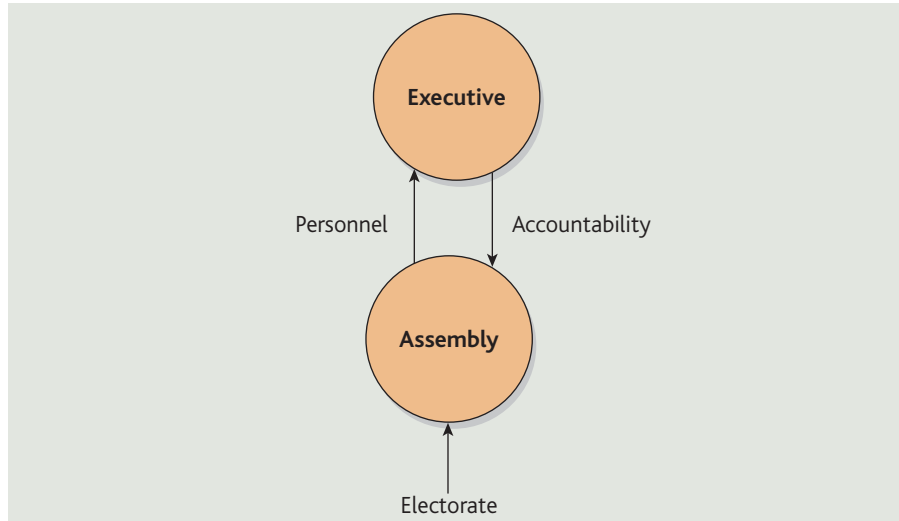 Executive
Personnel
Accountability
Assembly
Electorate